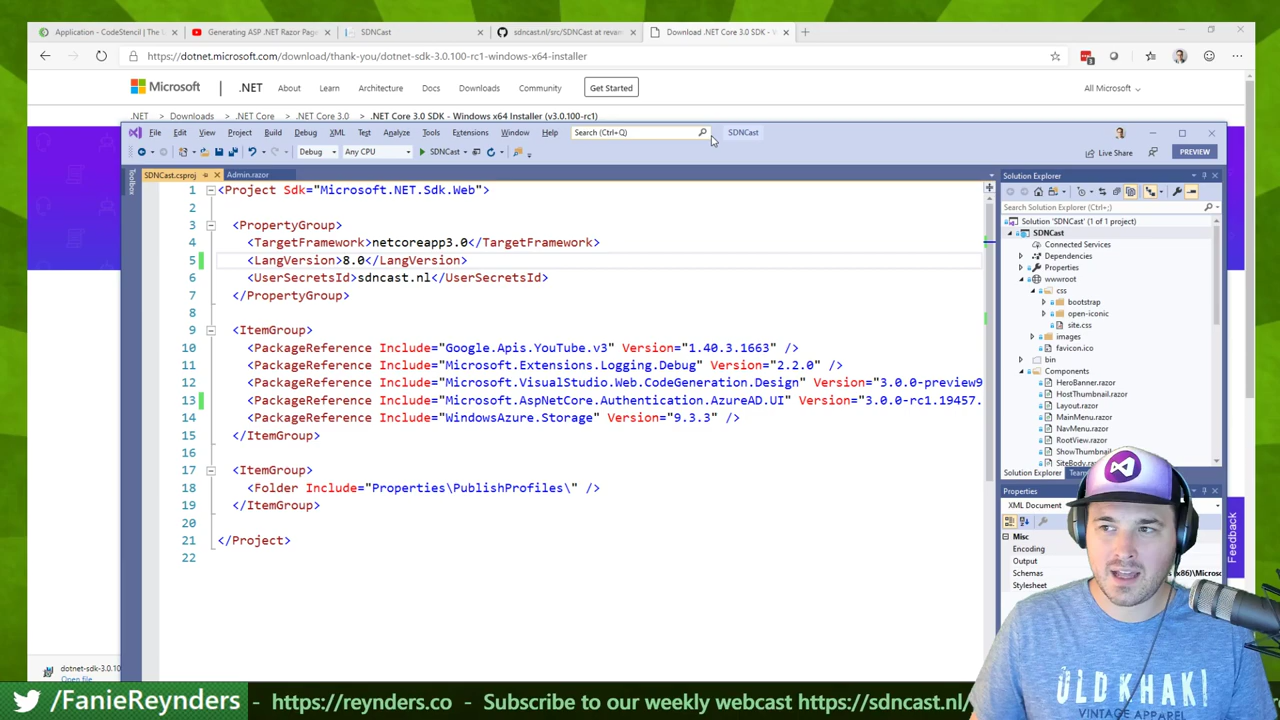 Application - CodeStencil | The U
Generating ASP .NET Razor Page
SDNCast
sdncast.nl/src/SDNCast at revam
Download .NET Core 3.0 SDK - W
https://dotnet.microsoft.com/download/thank-you/dotnet-sdk-3.0.100-rc1-windows-x64-installer
Microsoft .NET About Learn Architecture Docs Downloads Community Get Started All Microsoft
.NET Downloads .NET Core .NET Core 3.0 .NET Core 3.0 SDK - Windows x64 Installer (v3.0.100-rc1)
File Edit View Project Build Debug XML Test Analyze Tools Extensions Window Help Search (Ctrl+Q) SDNCast
Debug Any CPU SDNCast Live Share PREVIEW
Toolbox
SDNCast.csproj Admin.razor
1 <Project Sdk="Microsoft.NET.Sdk.Web">
2
3 <PropertyGroup>
4 <TargetFramework>netcoreapp3.0</TargetFramework>
5 <LangVersion>8.0</LangVersion>
6 <UserSecretsId>sdncast.nl</UserSecretsId>
7 </PropertyGroup>
8
9 <ItemGroup>
10 <PackageReference Include="Google.Apis.YouTube.v3" Version="1.40.3.1663" />
11 <PackageReference Include="Microsoft.Extensions.Logging.Debug" Version="2.2.0" />
12 <PackageReference Include="Microsoft.VisualStudio.Web.CodeGeneration.Design" Version="3.0.0-preview9
13 <PackageReference Include="Microsoft.AspNetCore.Authentication.AzureAD.UI" Version="3.0.0-rc1.19457.
14 <PackageReference Include="WindowsAzure.Storage" Version="9.3.3" />
15 </ItemGroup>
16
17 <ItemGroup>
18 <Folder Include="Properties\PublishProfiles\" />
19 </ItemGroup>
20
21 </Project>
22
Solution Explorer
Search Solution Explorer (Ctrl+;)
Solution 'SDNCast' (1 of 1 project)
SDNCast
Connected Services
Dependencies
Properties
wwwroot
css
bootstrap
open-iconic
site.css
images
favicon.ico
bin
Components
HeroBanner.razor
HostThumbnail.razor
Layout.razor
MainMenu.razor
NavMenu.razor
RootView.razor
ShowThumbnail
SiteBody.raz
Solution Explorer Team
Properties
XML Document
Misc
Encoding
Output
Schemas
Stylesheet
Feedback
ÜLD KHAKI
VINTAGE APPAREL
dotnet-sdk-3.0.10
Open file
/FanieReynders - https://reynders.co - Subscribe to our weekly webcast https://sdncast.nl/